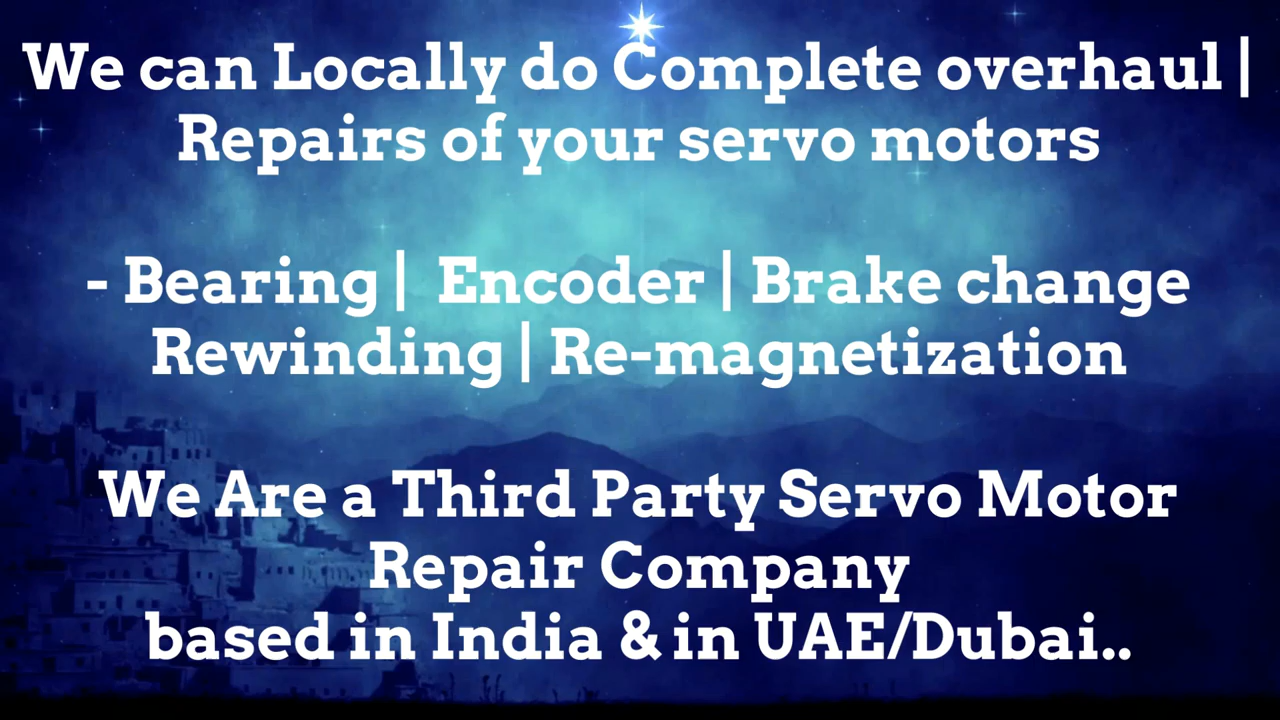 We can Locally do Complete overhaul |
Repairs of your servo motors
- Bearing | Encoder | Brake change
Rewinding | Re-magnetization
We Are a Third Party Servo Motor
Repair Company
based in India & in UAE/Dubai..